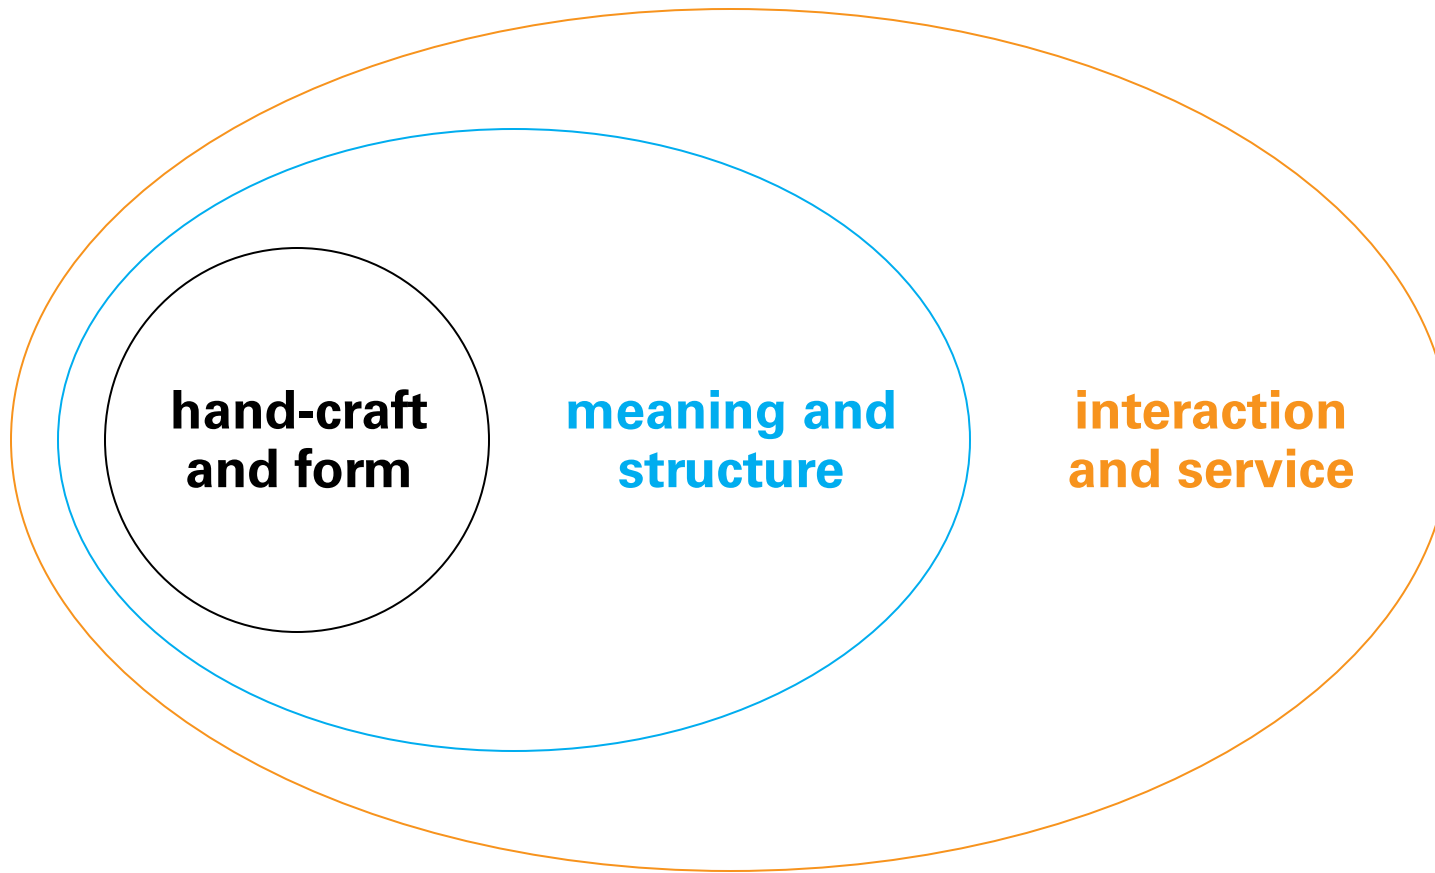 hand-craft
and form
meaning and
structure
interaction
and service